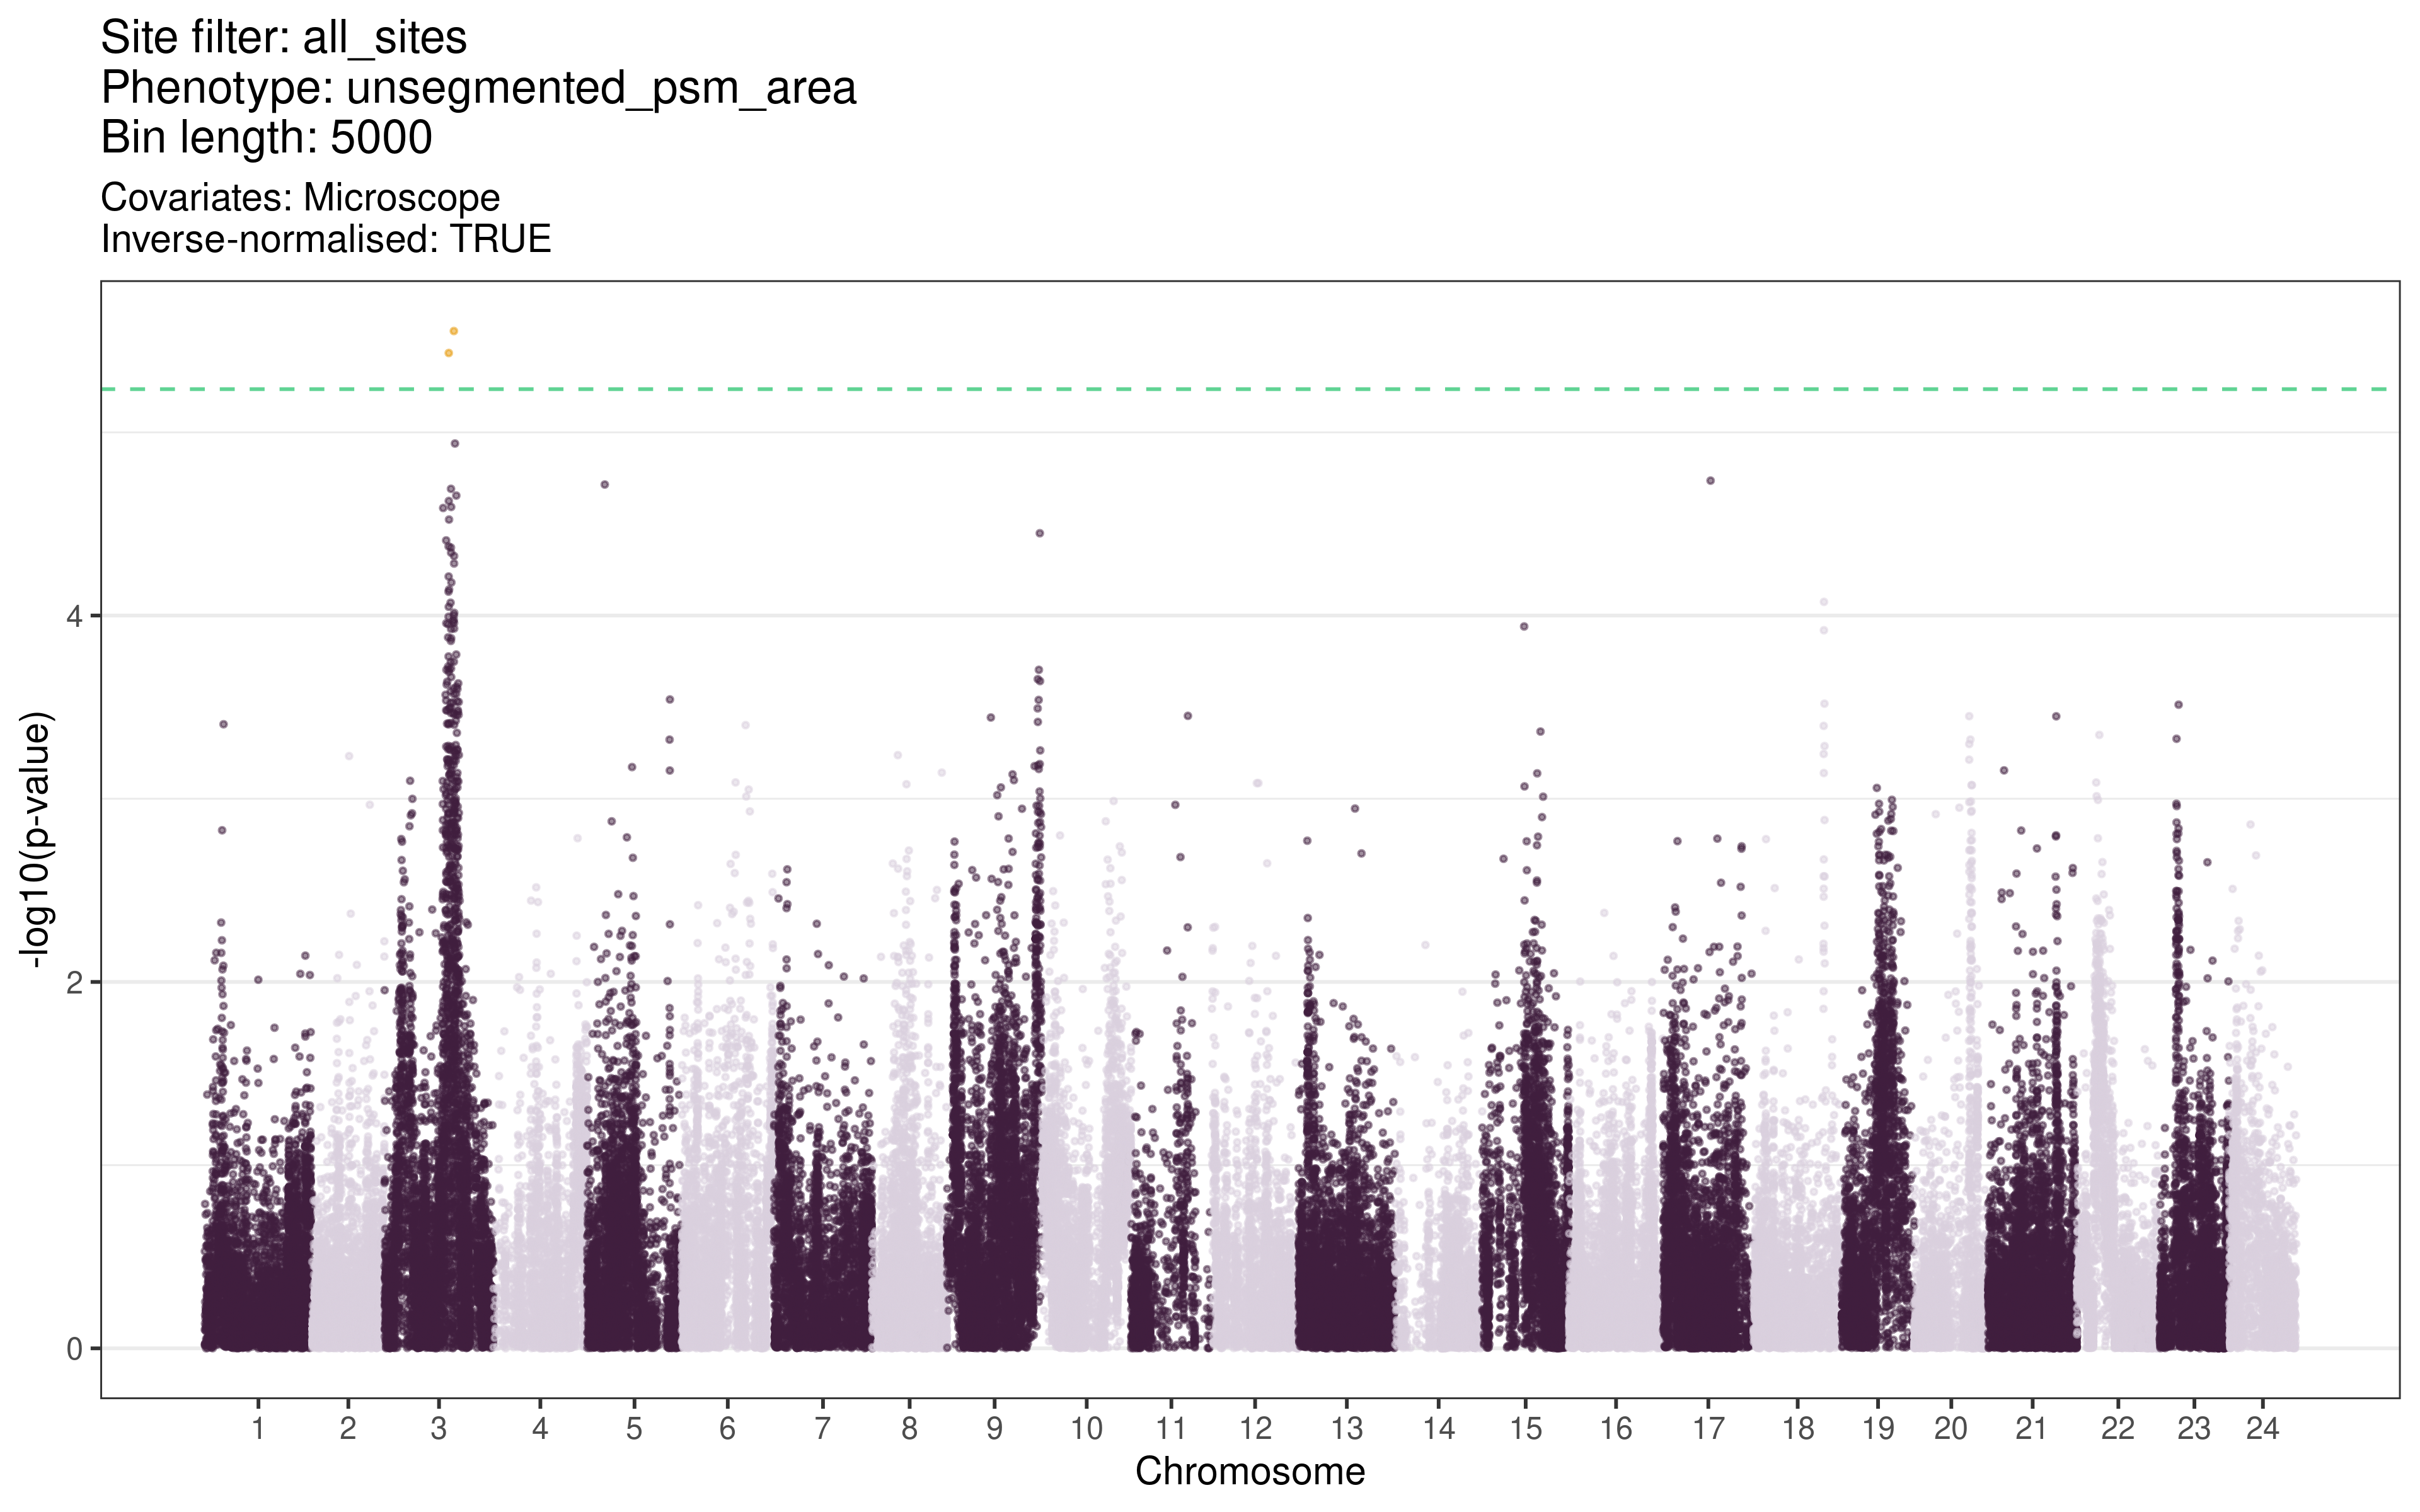 Site filter: all_sites
Phenotype: unsegmented_psm_area
Bin length: 5000
Covariates: Microscope
Inverse-normalised: TRUE
-log10(p-value)
4
2
0
1 2 3 4 5 6 7 8 9 10 11 12 13 14 15 16 17 18 19 20 21 22 23 24
Chromosome